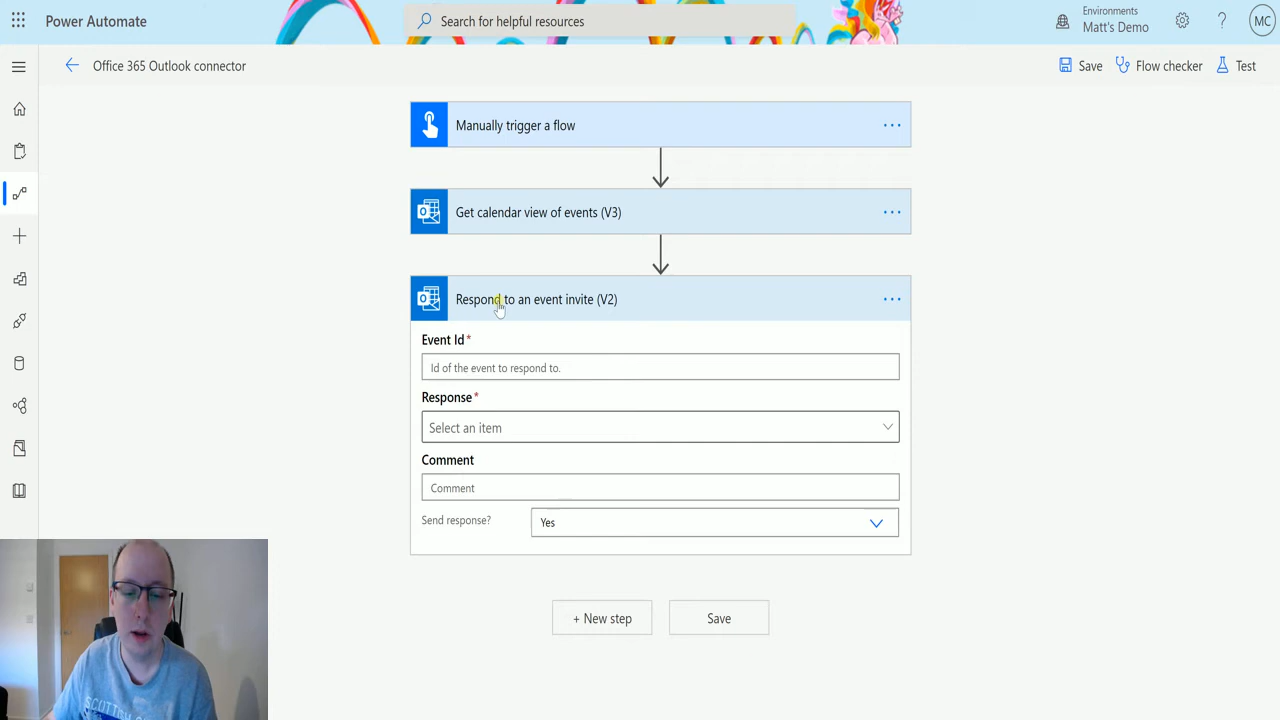 Power Automate
Search for helpful resources
Environments
Matt's Demo
MC
Office 365 Outlook connector
Save
Flow checker
Test
Manually trigger a flow
Get calendar view of events (V3)
Respond to an event invite (V2)
Event Id *
Id of the event to respond to.
Response *
Select an item
Comment
Comment
Send response?
Yes
+ New step
Save